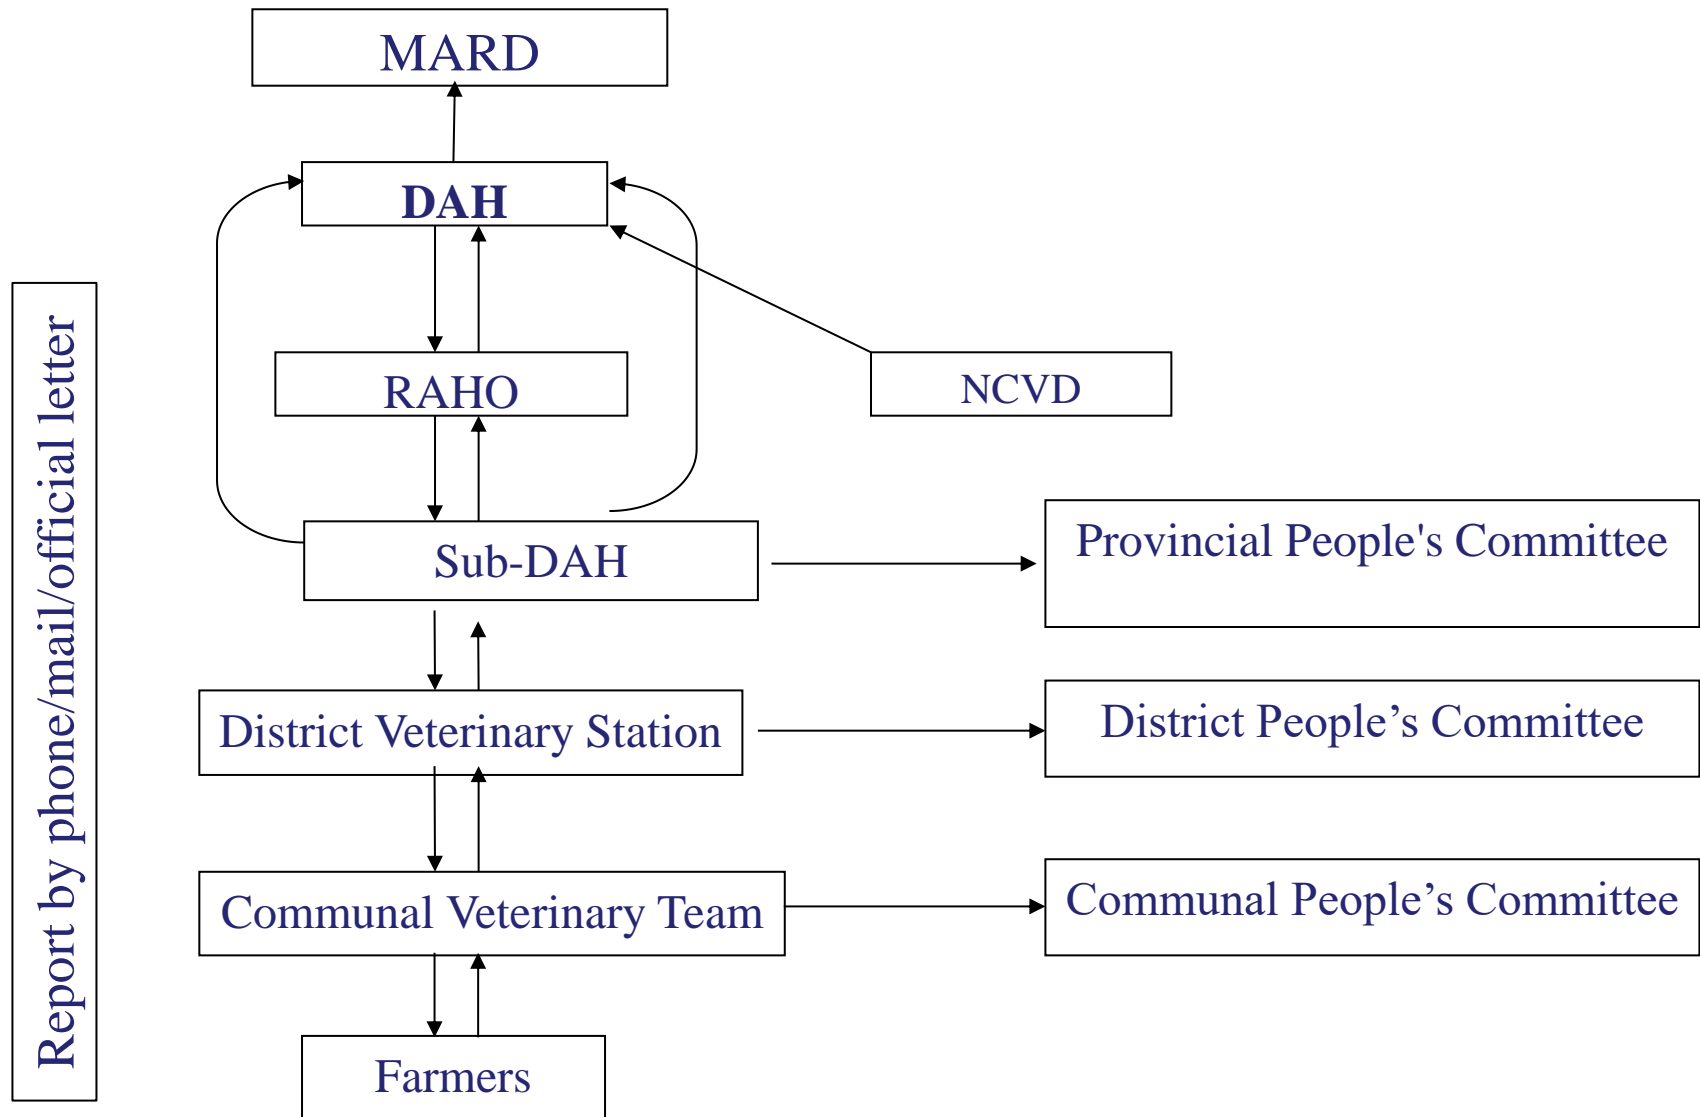 MARD
DAH
RAHO
NCVD
Sub-DAH
Provincial People's Committee
District Veterinary Station
District People’s Committee
Communal Veterinary Team
Communal People’s Committee
Farmers
Report by phone/mail/official letter